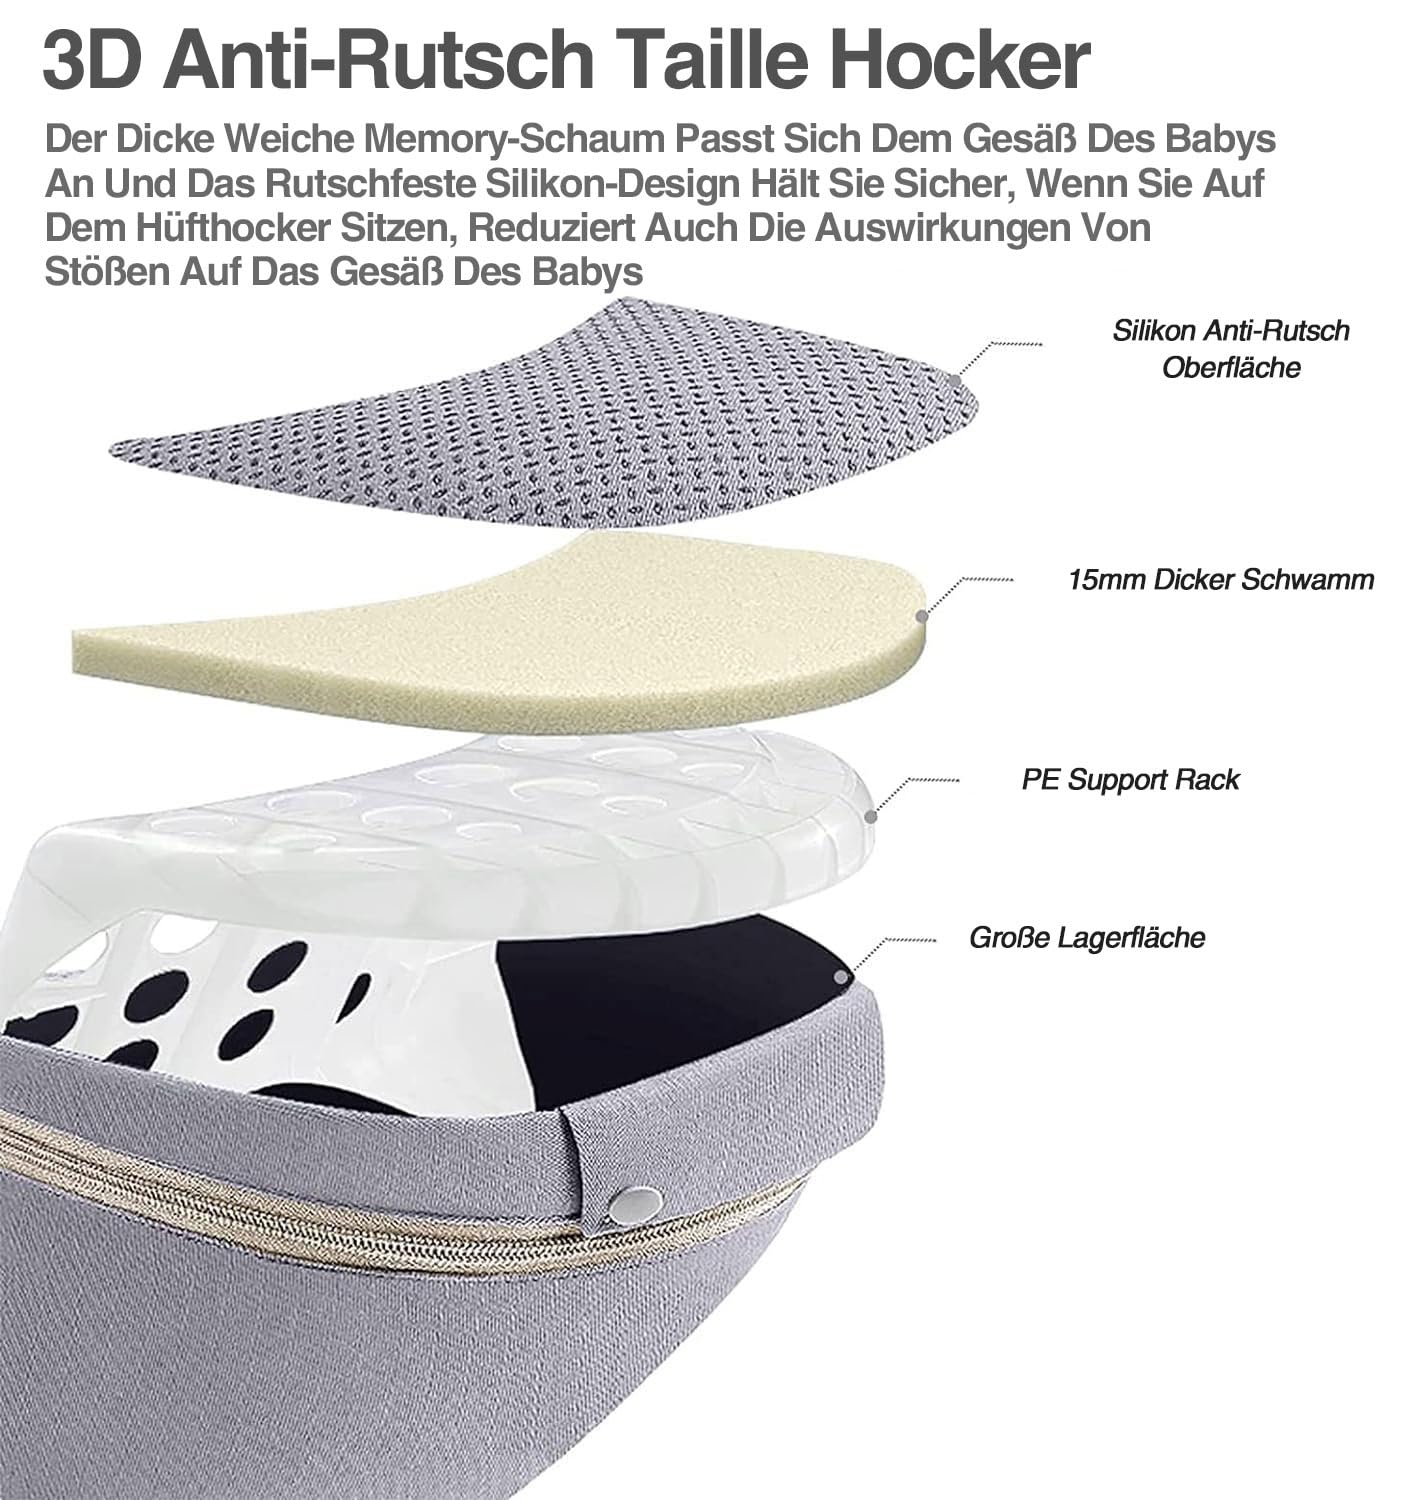 3D Anti-Rutsch Taille Hocker
Der Dicke Weiche Memory-Schaum Passt Sich Dem Gesäß Des Babys
An Und Das Rutschfeste Silikon-Design Hält Sie Sicher, Wenn Sie Auf
Dem Hüfthocker Sitzen, Reduziert Auch Die Auswirkungen Von
Stößen Auf Das Gesäß Des Babys
Silikon Anti-Rutsch
Oberfläche
15mm Dicker Schwamm
PE Support Rack
Große Lagerfläche